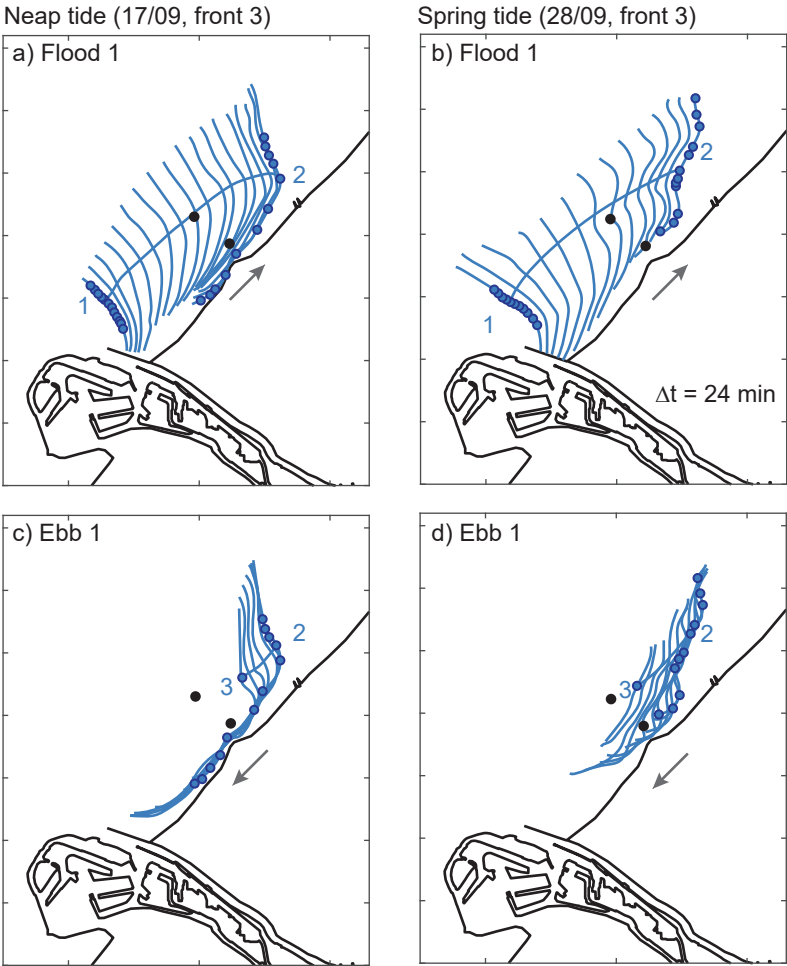 Neap tide (17/09, front 3)
Spring tide (28/09, front 3)
a) Flood 1
b) Flood 1
2
2
1
1
Δt = 24 min
c) Ebb 1
d) Ebb 1
2
2
3
3